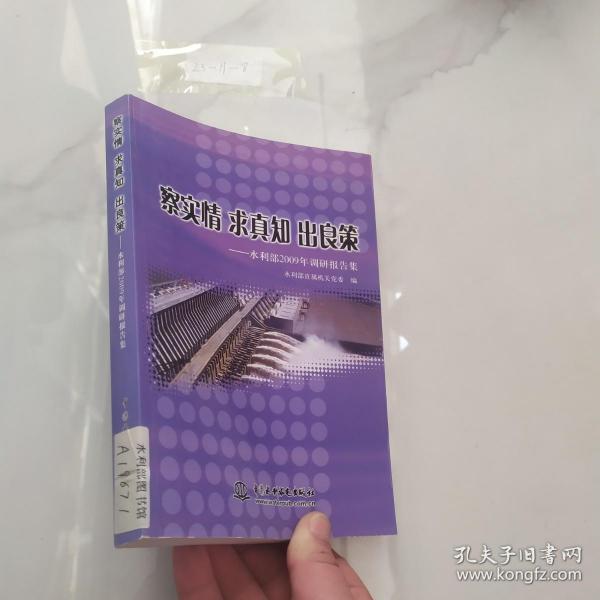 23-11-8
察实情 求真知 出良策
——水利部2009年调研报告集
水利部直属机关党委 编
中国水利水电出版社
www.waterpub.com.cn
察实情 求真知 出良策——水利部2009年调研报告集
水利部图书馆
A19671
孔夫子旧书网
www.kongfz.com